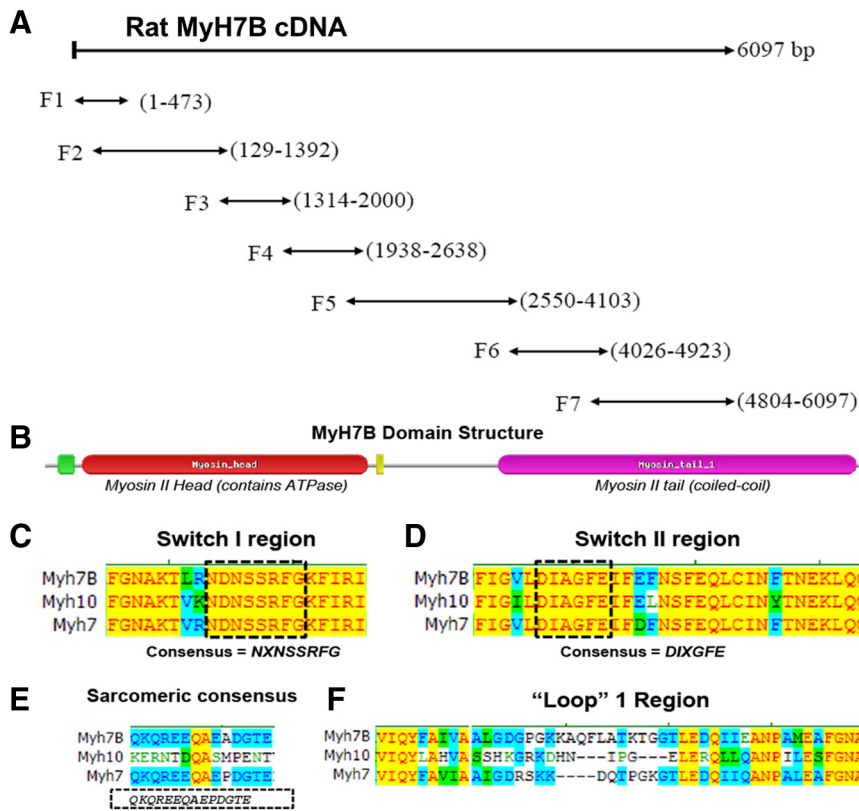 A
Rat MyH7B cDNA
6097 bp
F1 (1-473)
F2 (129-1392)
F3 (1314-2000)
F4 (1938-2638)
F5 (2550-4103)
F6 (4026-4923)
F7 (4804-6097)
B
MyH7B Domain Structure
Myosin_head
Myosin_tail_1
Myosin II Head (contains ATPase)
Myosin II tail (coiled-coil)
C
Switch I region
Myh7B FGNAKTLRNDNSSRFGKFIRI
Myh10 FGNAKTVKNDNSSRFGKFIRI
Myh7 FGNAKTVRNDNSSRFGKFIRI
Consensus = NXNSSRFG
D
Switch II region
Myh7B FIGVLDIAGFEIFEFNSFEQLCINFTNEKLQ
Myh10 FIGILDIAGFEIFELNSFEQLCINYTNEKLQ
Myh7 FIGVLDIAGFEIFDFNSFEQLCINFTNEKLQ
Consensus = DIXGFE
E
Sarcomeric consensus
Myh7B QKQREEQAEADGTE
Myh10 KERNTDQASMPENT
Myh7 QKQREEQAEPDGTE
QKQREEQAEPDGTE
F
“Loop” 1 Region
Myh7B VIQYFAIVAALGDGPGKKAQFLATKTGGTLEDQIIEANPAMEAFGNA
Myh10 VIQYLAHVASSHKGRKDHN---IPG---ELERQLLQANPILESFGNA
Myh7 VIQYFAVIAAIGDRSKK----DQTPGKGTLEDQIIQANPALEAFGNA